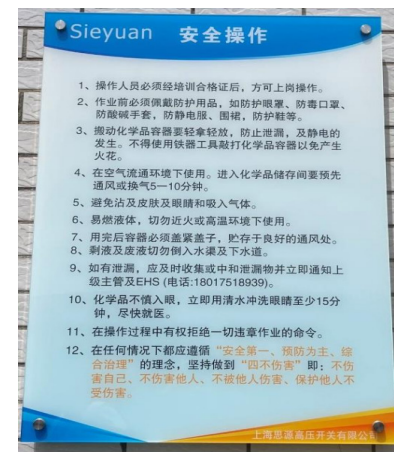 Sieyuan 安全操作
1、操作人员必须经培训合格证后，方可上岗操作。
2、作业前必须佩戴防护用品，如防护眼罩、防毒口罩、
防酸碱手套、防静电服、围裙，防护鞋等。
3、搬动化学品容器要轻拿轻放，防止泄漏，及静电的
发生。不得使用铁器工具敲打化学品容器以免产生
火花。
4、在空气流通环境下使用。进入化学品储存间要预先
通风或换气5—10分钟。
5、避免沾及皮肤及眼睛和吸入气体。
6、易燃液体，切勿近火或高温环境下使用。
7、用完后容器必须盖紧盖子，贮存于良好的通风处。
8、剩液及废液切勿倒入水渠及下水道。
9、如有泄漏，应及时收集或中和泄漏物并立即通知上
级主管及EHS (电话:18017518939)。
10、化学品不慎入眼，立即用清水冲洗眼睛至少15分
钟，尽快就医。
11、在操作过程中有权拒绝一切违章作业的命令。
12、在任何情况下都应遵循“安全第一、预防为主、综
合治理”的理念，坚持做到“四不伤害”即：不伤
害自己、不伤害他人、不被他人伤害、保护他人不
受伤害。
上海思源高压开关有限公司